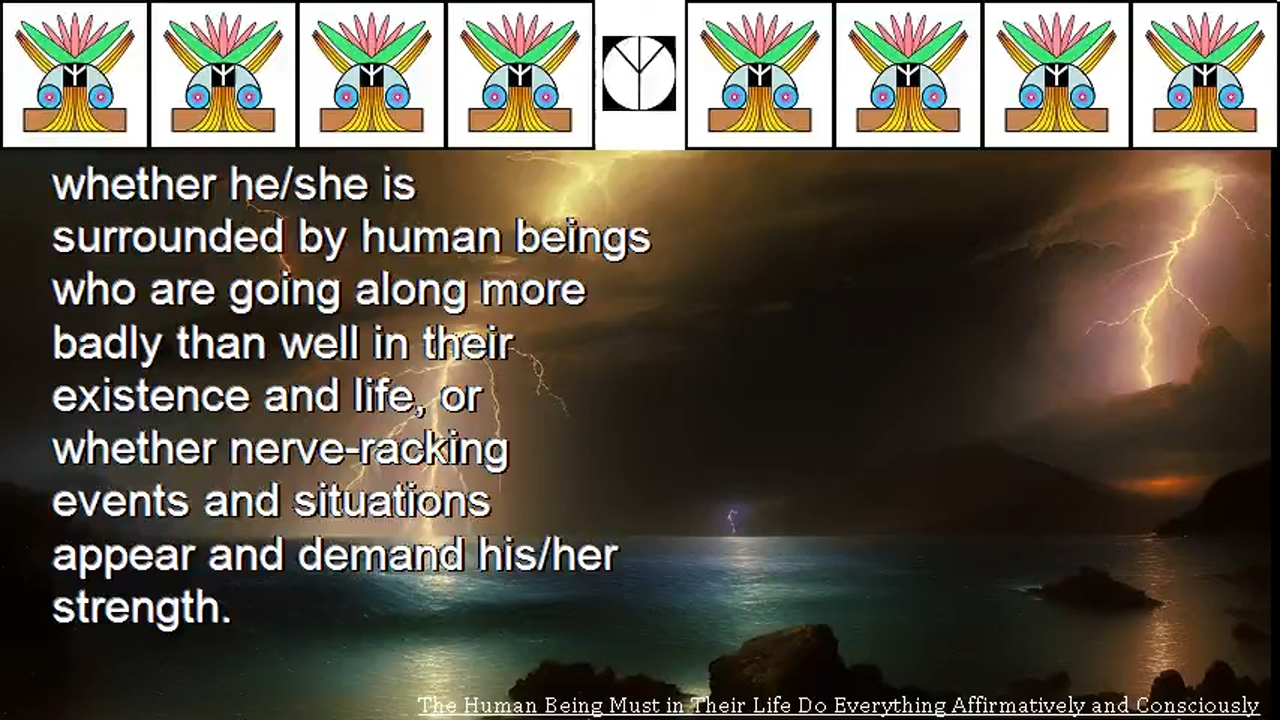 whether he/she is
surrounded by human beings
who are going along more
badly than well in their
existence and life, or
whether nerve-racking
events and situations
appear and demand his/her
strength.
The Human Being Must in Their Life Do Everything Affirmatively and Consciously